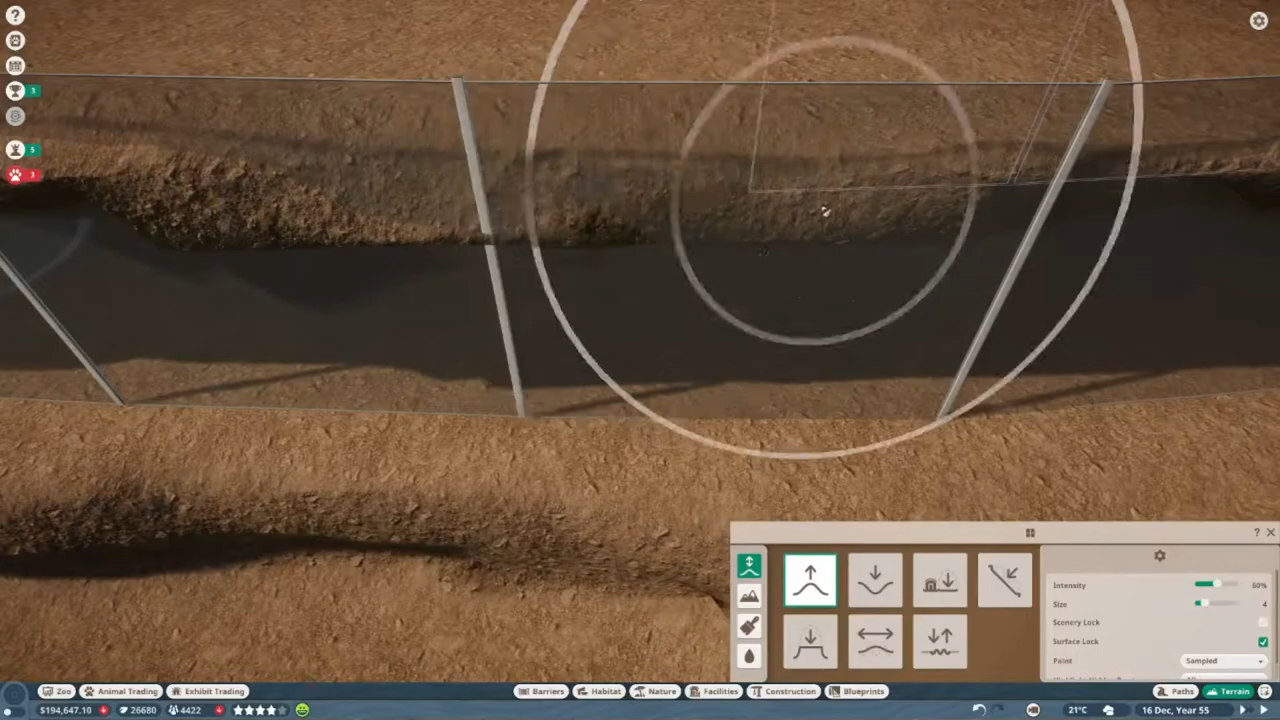 ?
3
5
3
? ×
Intensity 60%
Size 4
Scenery Lock
Surface Lock
Paint Sampled
Zoo Animal Trading Exhibit Trading Barriers Habitat Nature Facilities Construction Blueprints Paths Terrain
$194,647.10 26680 4422 21°C 16 Dec, Year 55